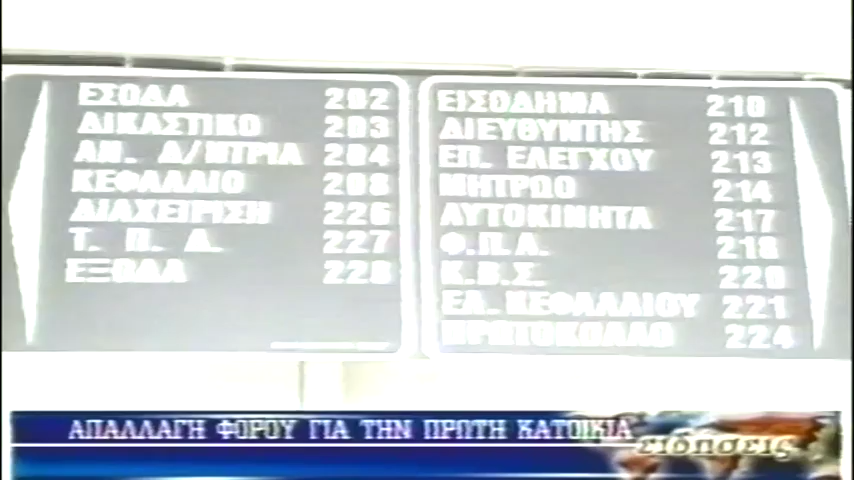 ΕΣΟΔΑ 202
ΔΙΚΑΣΤΙΚΟ 203
ΑΝ. Δ/ΝΤΡΙΑ 204
ΚΕΦΑΛΑΙΟ 208
ΔΙΑΧΕΙΡΙΣΗ 226
Τ. Π. Δ. 227
ΕΞΟΔΑ 228
ΕΙΣΟΔΗΜΑ 210
ΔΙΕΥΘΥΝΤΗΣ 212
ΕΠ. ΕΛΕΓΧΟΥ 213
ΜΗΤΡΩΟ 214
ΑΥΤΟΚΙΝΗΤΑ 217
Φ.Π.Α. 218
Κ.Β.Σ. 220
ΕΛ. ΚΕΦΑΛΑΙΟΥ 221
ΠΡΩΤΟΚΟΛΛΟ 224
ΑΠΑΛΛΑΓΗ ΦΟΡΟΥ ΓΙΑ ΤΗΝ ΠΡΩΤΗ ΚΑΤΟΙΚΙΑ
ειδήσεις